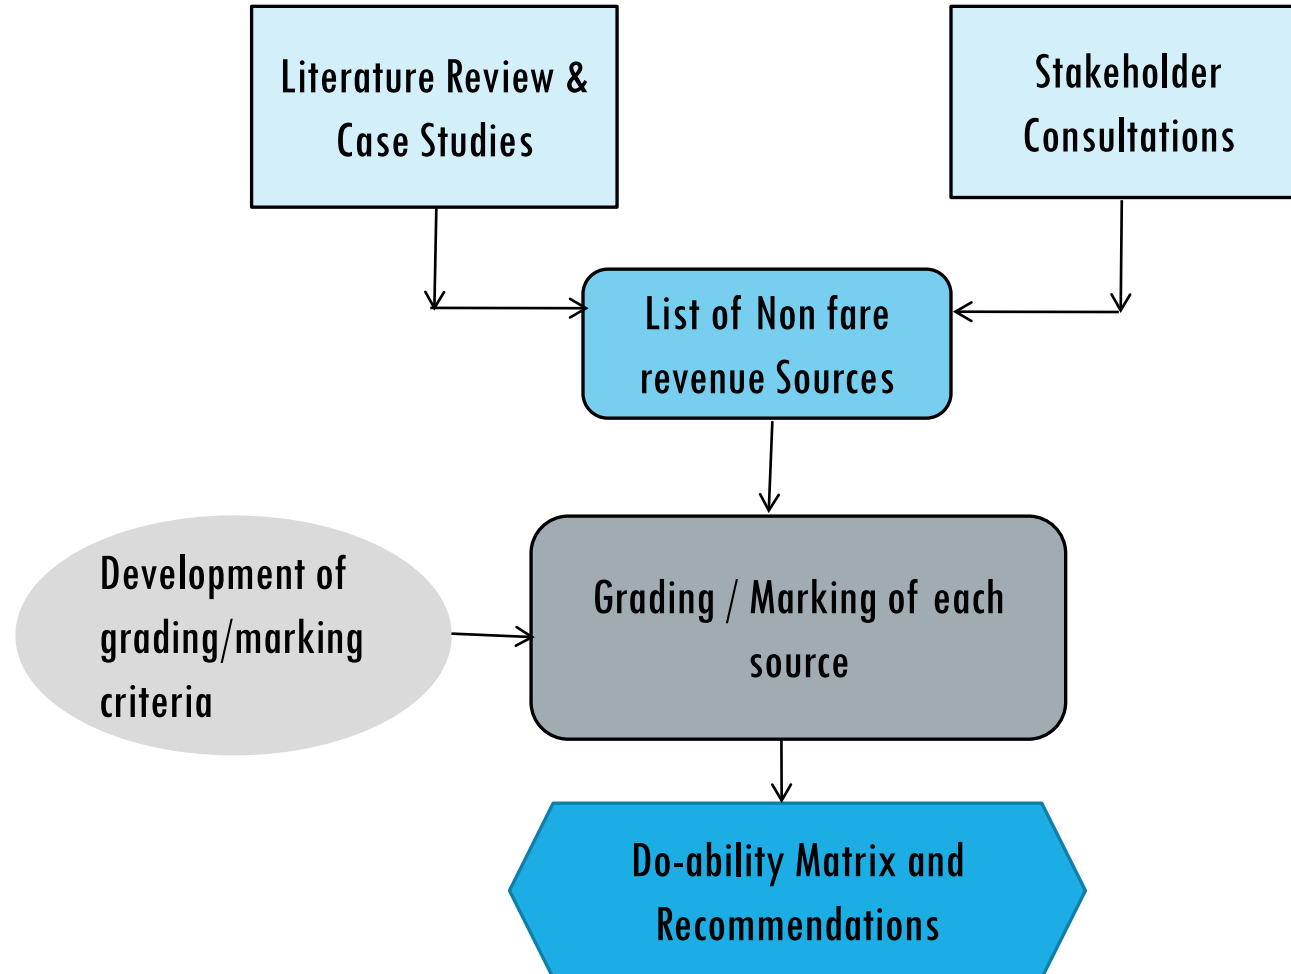 Literature Review &
Case Studies
Stakeholder
Consultations
List of Non fare
revenue Sources
Development of
grading/marking
criteria
Grading / Marking of each
source
Do-ability Matrix and
Recommendations